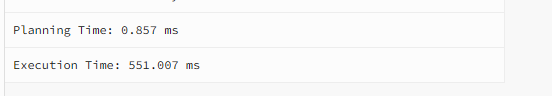 Planning Time: 0.857 ms
Execution Time: 551.007 ms